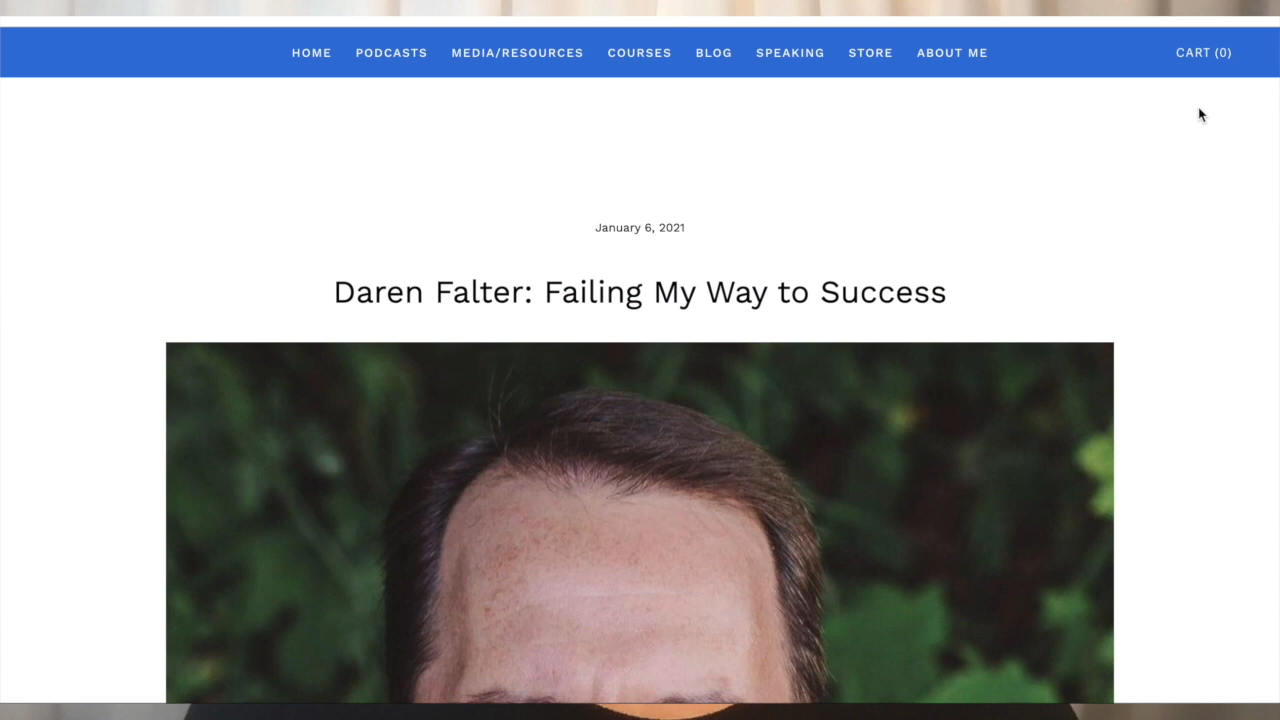 HOME PODCASTS MEDIA/RESOURCES COURSES BLOG SPEAKING STORE ABOUT ME CART (0)
January 6, 2021
Daren Falter: Failing My Way to Success